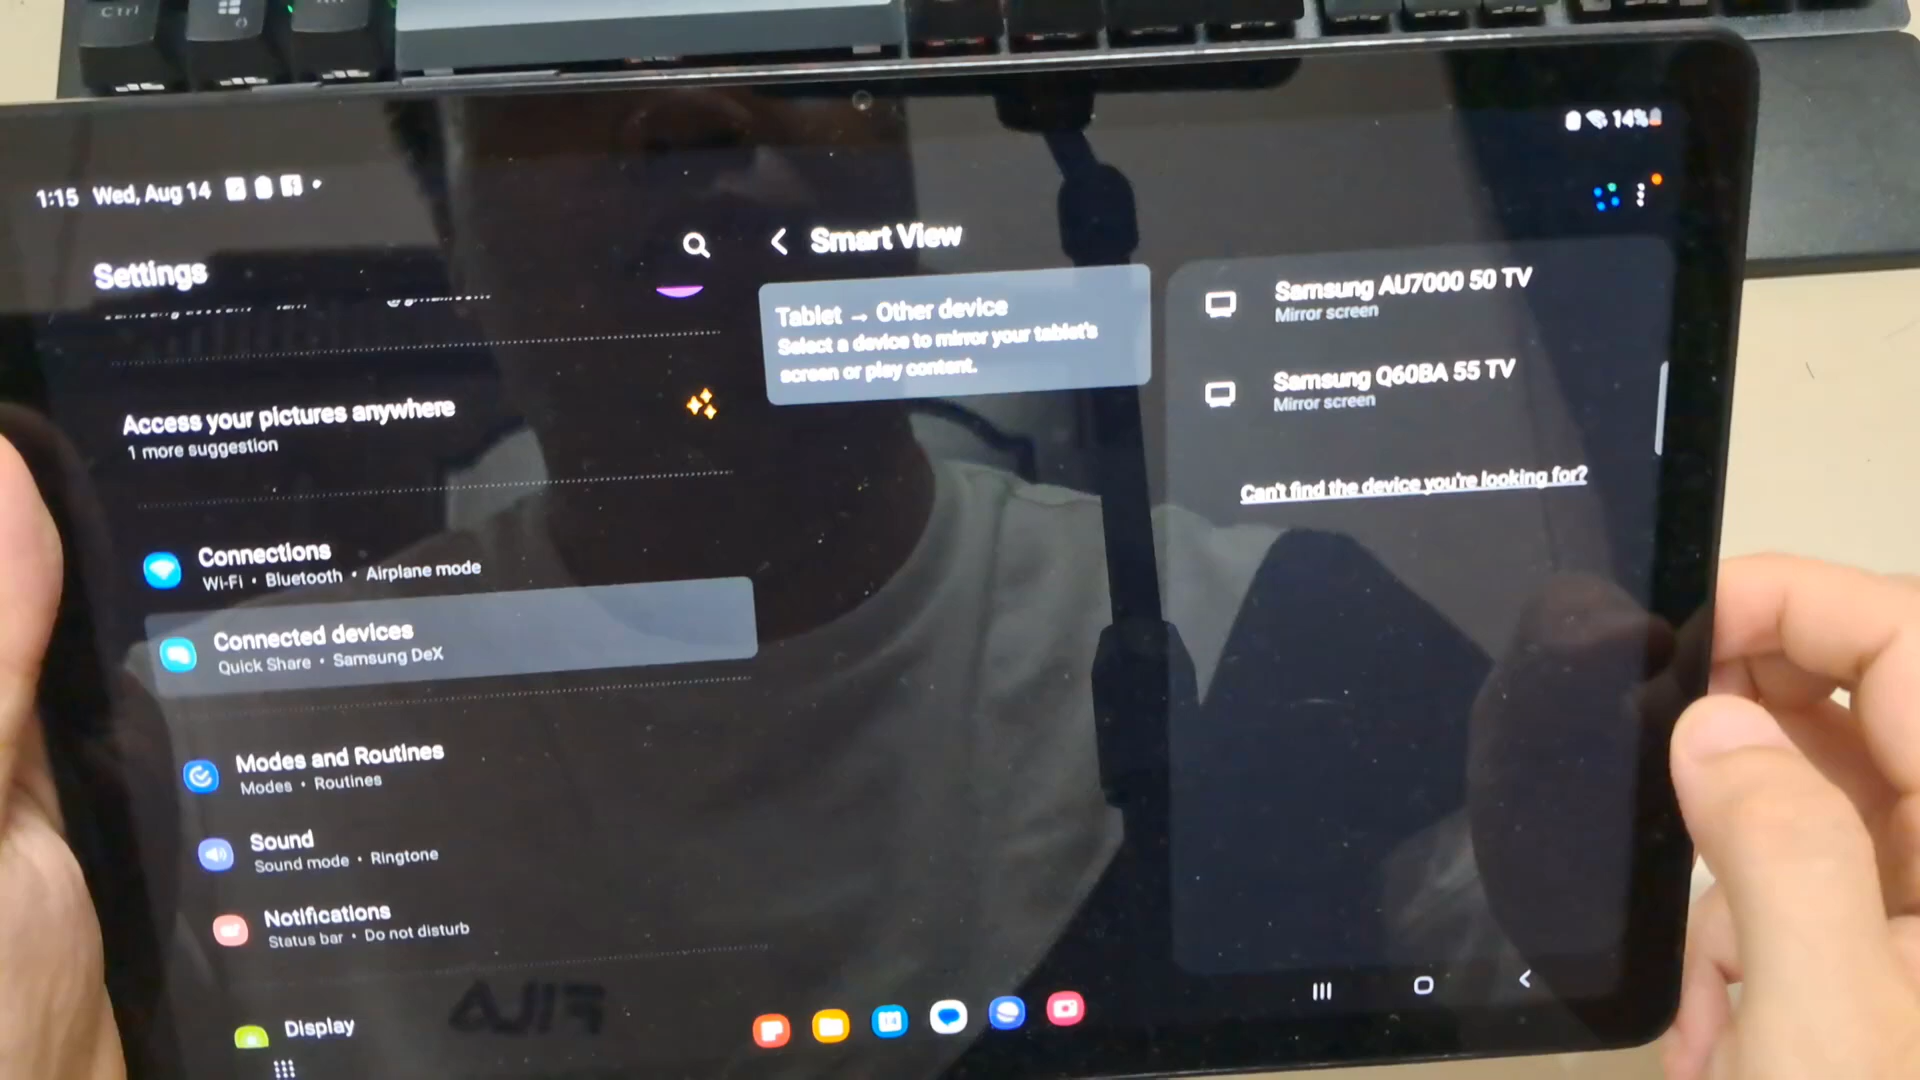 Ctrl
14%
1:15 Wed, Aug 14
Settings
Smart View
Tablet → Other device
Select a device to mirror your tablet's
screen or play content.
Samsung AU7000 50 TV
Mirror screen
Samsung Q60BA 55 TV
Mirror screen
Can't find the device you're looking for?
Access your pictures anywhere
1 more suggestion
Connections
Wi-Fi • Bluetooth • Airplane mode
Connected devices
Quick Share • Samsung DeX
Modes and Routines
Modes • Routines
Sound
Sound mode • Ringtone
Notifications
Status bar • Do not disturb
Display
FILA
14